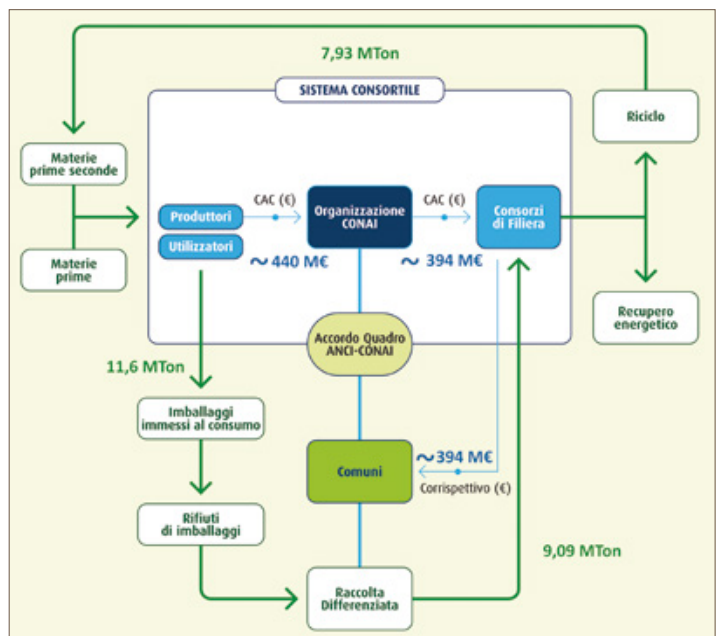 7,93 MTon
SISTEMA CONSORTILE
Riciclo
Materie
prime seconde
CAC (€)
CAC (€)
Produttori
Utilizzatori
Organizzazione
CONAI
Consorzi
di Filiera
~ 440 M€
~ 394 M€
Materie
prime
Recupero
energetico
Accordo Quadro
ANCI-CONAI
11,6 MTon
Imballaggi
immessi al consumo
~394 M€
Comuni
Corrispettivo (€)
Rifiuti
di imballaggi
9,09 MTon
Raccolta
Differenziata